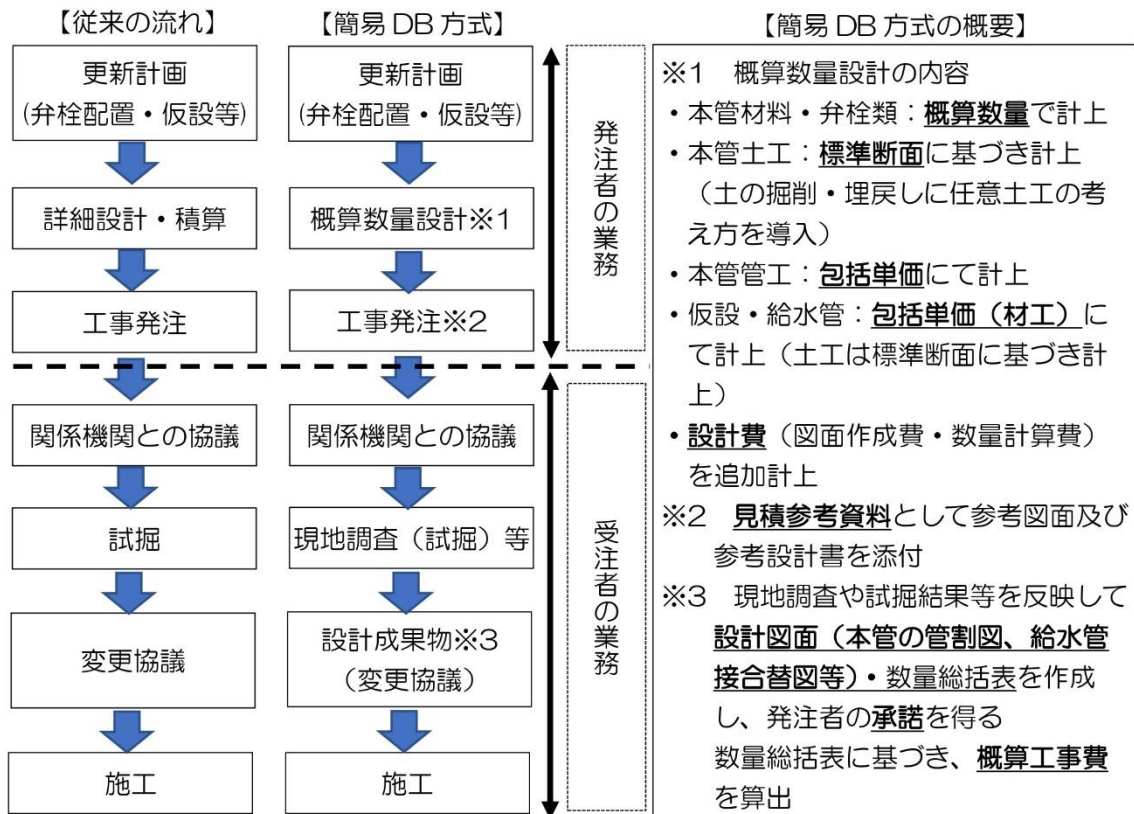 【従来の流れ】
更新計画
(弁栓配置・仮設等)
詳細設計・積算
工事発注
関係機関との協議
試掘
変更協議
施工
【簡易DB方式】
更新計画
(弁栓配置・仮設等)
概算数量設計※1
工事発注※2
関係機関との協議
現地調査（試掘）等
設計成果物※3
（変更協議）
施工
発注者の業務
受注者の業務
【簡易DB方式の概要】
※1　概算数量設計の内容
・本管材料・弁栓類：概算数量で計上
・本管土工：標準断面に基づき計上
（土の掘削・埋戻しに任意土工の考
え方を導入）
・本管管工：包括単価にて計上
・仮設・給水管：包括単価（材工）に
て計上（土工は標準断面に基づき計
上）
・設計費（図面作成費・数量計算費）
を追加計上
※2　見積参考資料として参考図面及び
参考設計書を添付
※3　現地調査や試掘結果等を反映して
設計図面（本管の管割図、給水管
接合替図等）・数量総括表を作成
し、発注者の承諾を得る
数量総括表に基づき、概算工事費
を算出